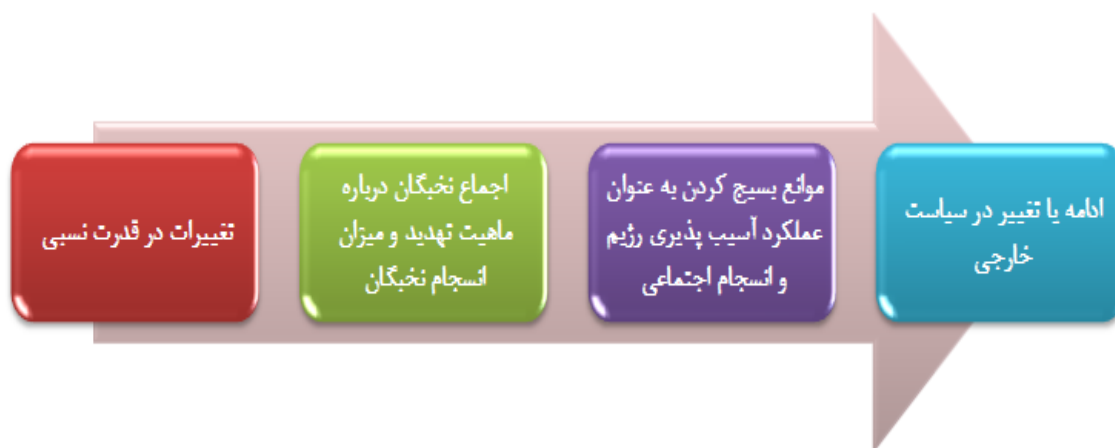 تغییرات در قدرت نسبی
اجماع نخبگان درباره
ماهیت تهدید و میزان
انسجام نخبگان
موانع بسیج کردن به عنوان
عملکرد آسیب پذیری رژیم
و انسجام اجتماعی
ادامه یا تغییر در سیاست
خارجی